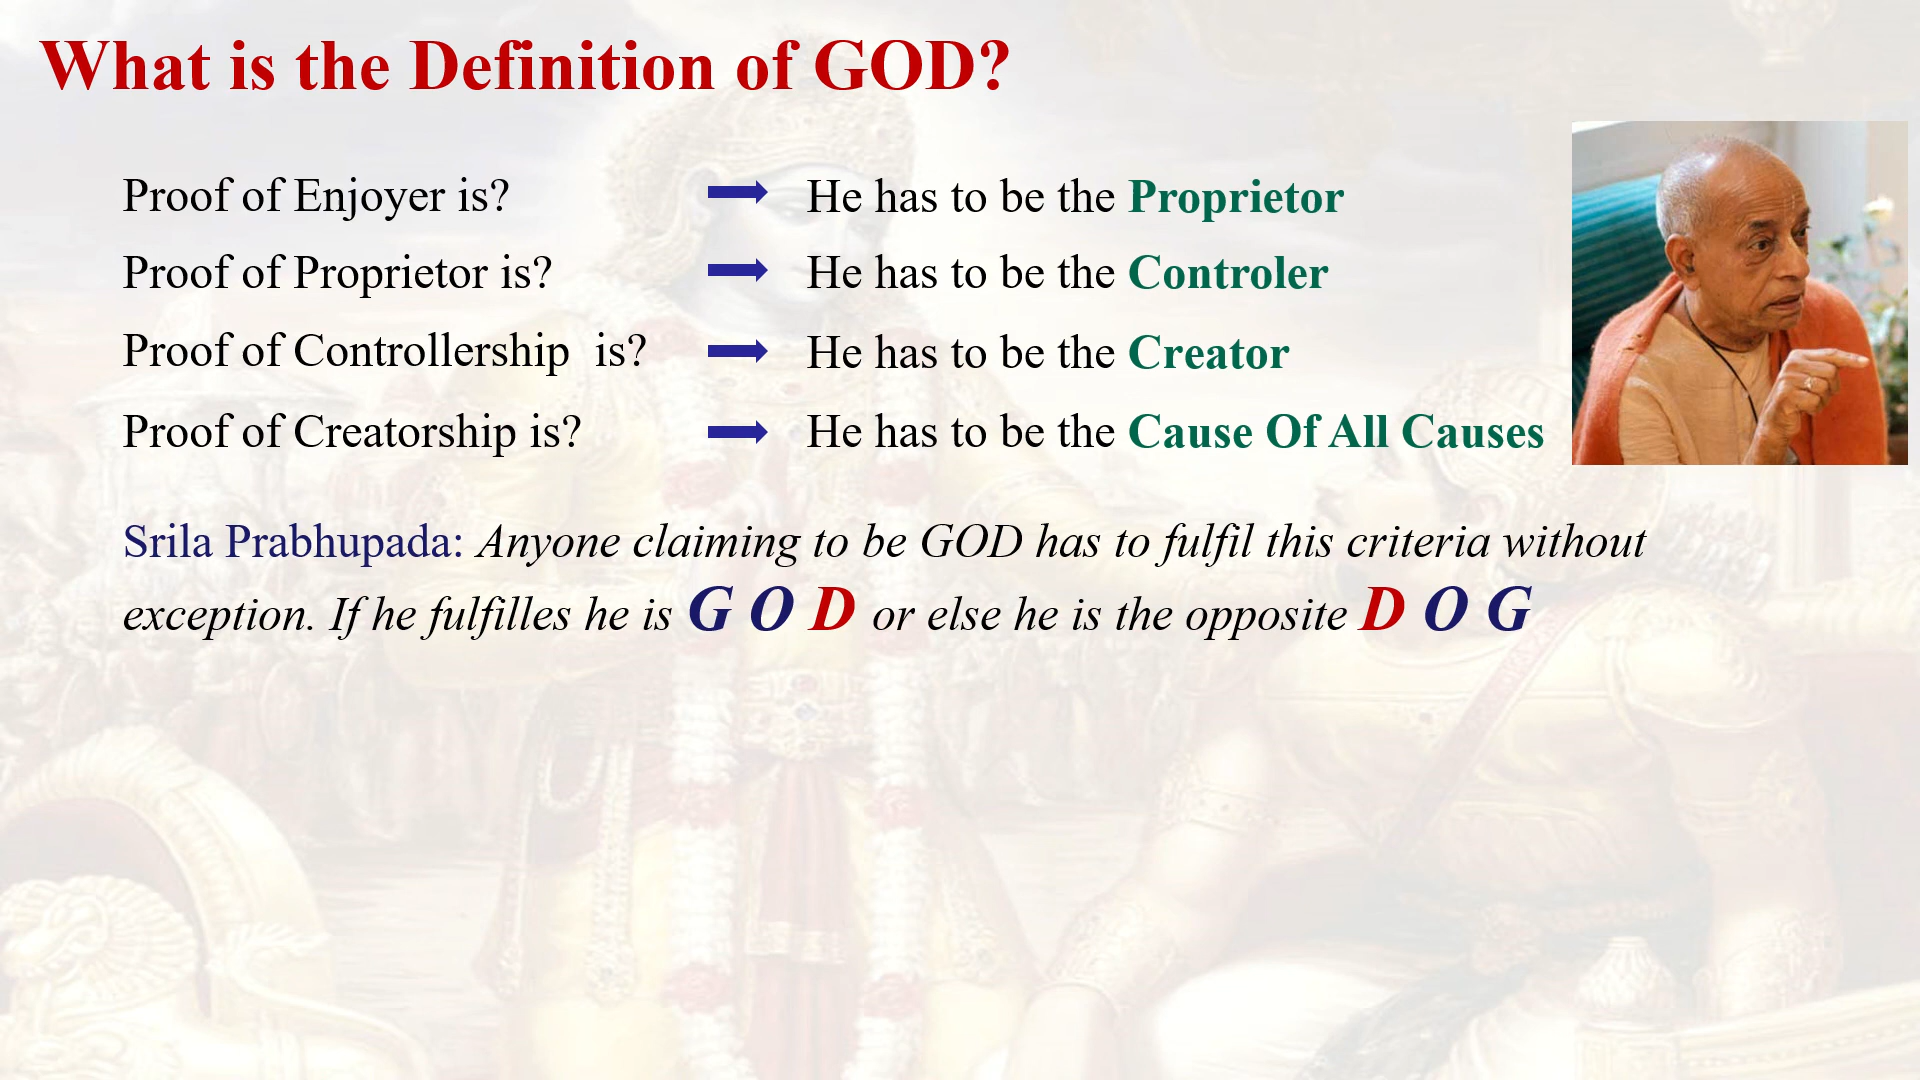 What is the Definition of GOD?
Proof of Enjoyer is? He has to be the Proprietor
Proof of Proprietor is? He has to be the Controler
Proof of Controllership is? He has to be the Creator
Proof of Creatorship is? He has to be the Cause Of All Causes
Srila Prabhupada: Anyone claiming to be GOD has to fulfil this criteria without
exception. If he fulfilles he is G O D or else he is the opposite D O G